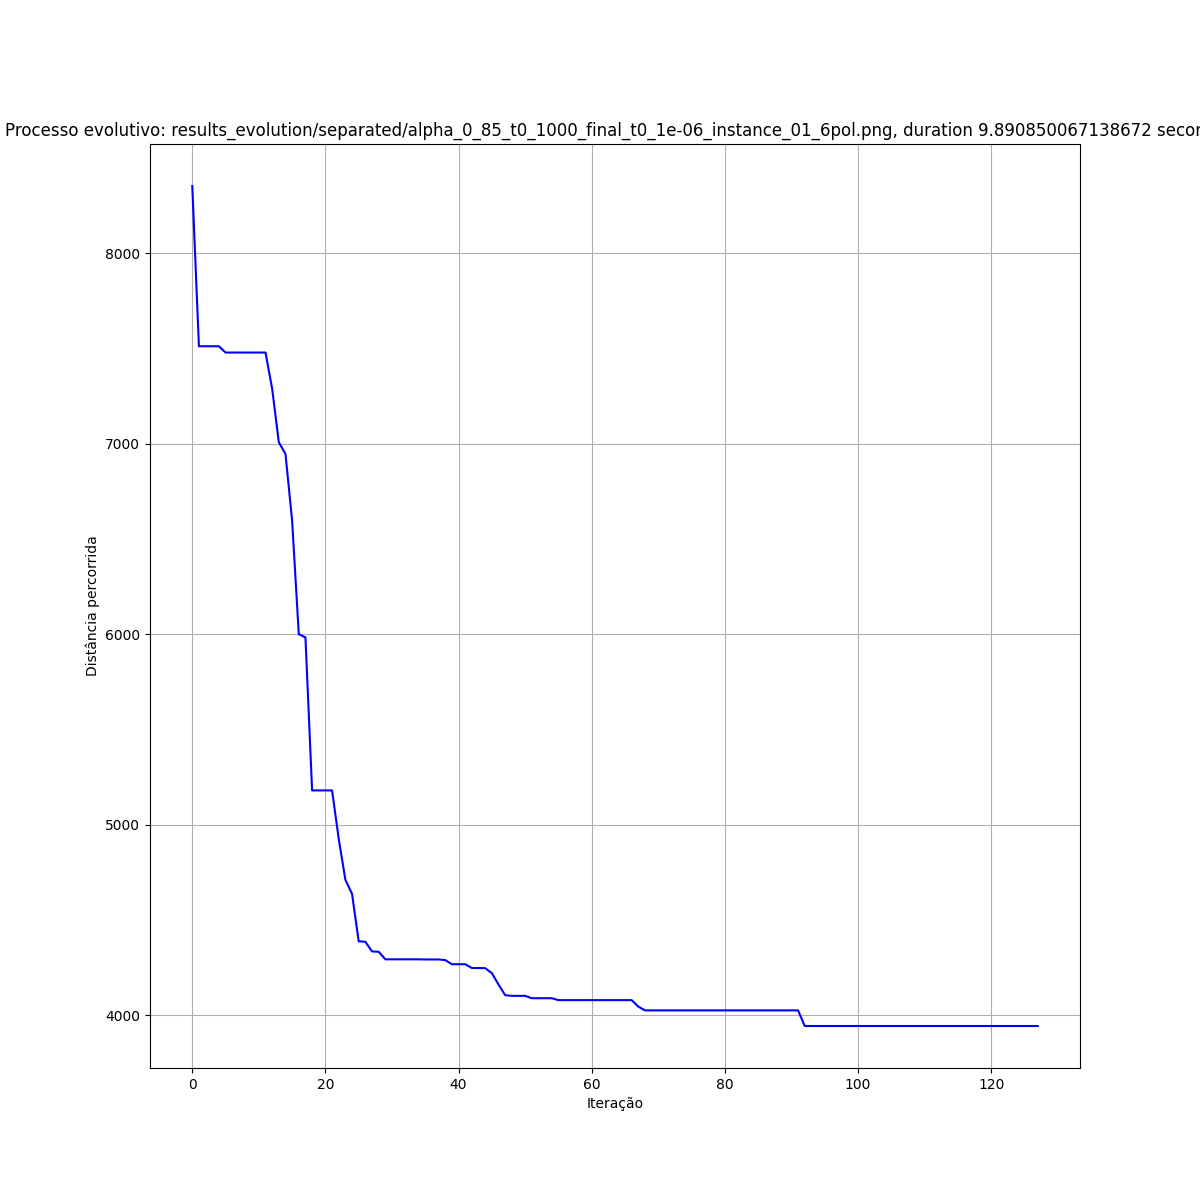 Processo evolutivo: results_evolution/separated/alpha_0_85_t0_1000_final_t0_1e-06_instance_01_6pol.png, duration 9.890850067138672
8000
7000
6000
5000
4000
Distância percorrida
0 20 40 60 80 100 120
Iteração